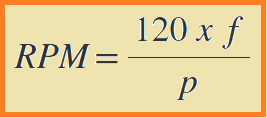 RPM = 120 x f / p